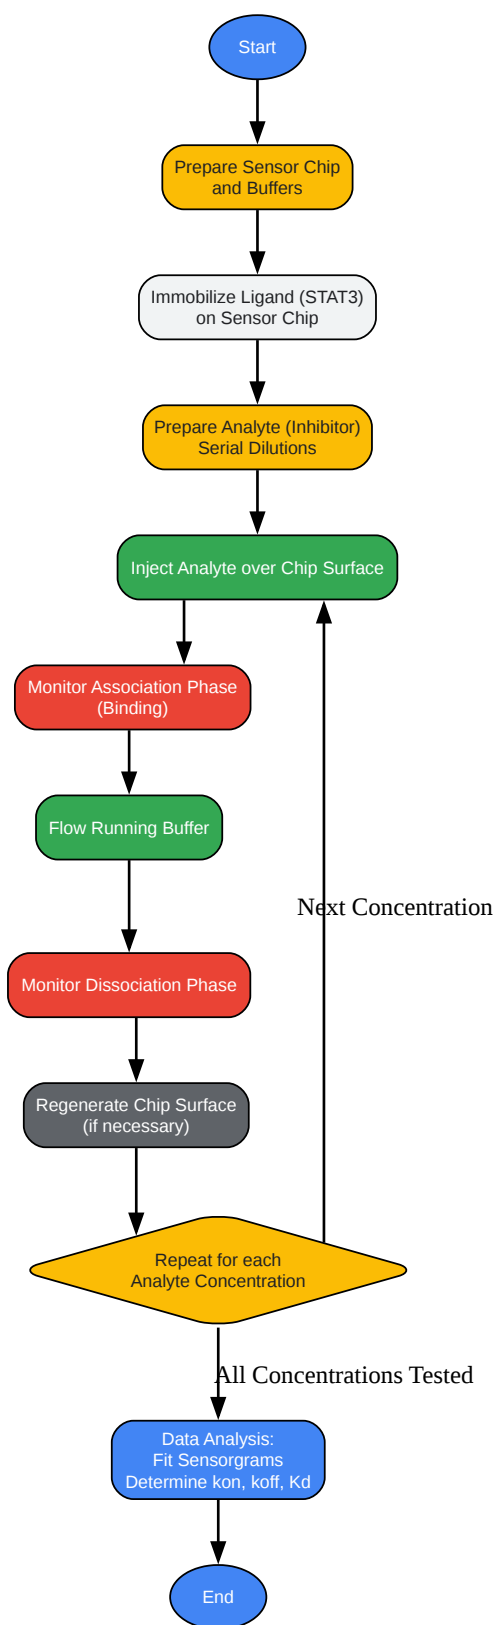 Start
Prepare Sensor Chip
and Buffers
Immobilize Ligand (STAT3)
on Sensor Chip
Prepare Analyte (Inhibitor)
Serial Dilutions
Inject Analyte over Chip Surface
Monitor Association Phase
(Binding)
Flow Running Buffer
Next Concentration
Monitor Dissociation Phase
Regenerate Chip Surface
(if necessary)
Repeat for each
Analyte Concentration
All Concentrations Tested
Data Analysis:
Fit Sensorgrams
Determine kon, koff, Kd
End